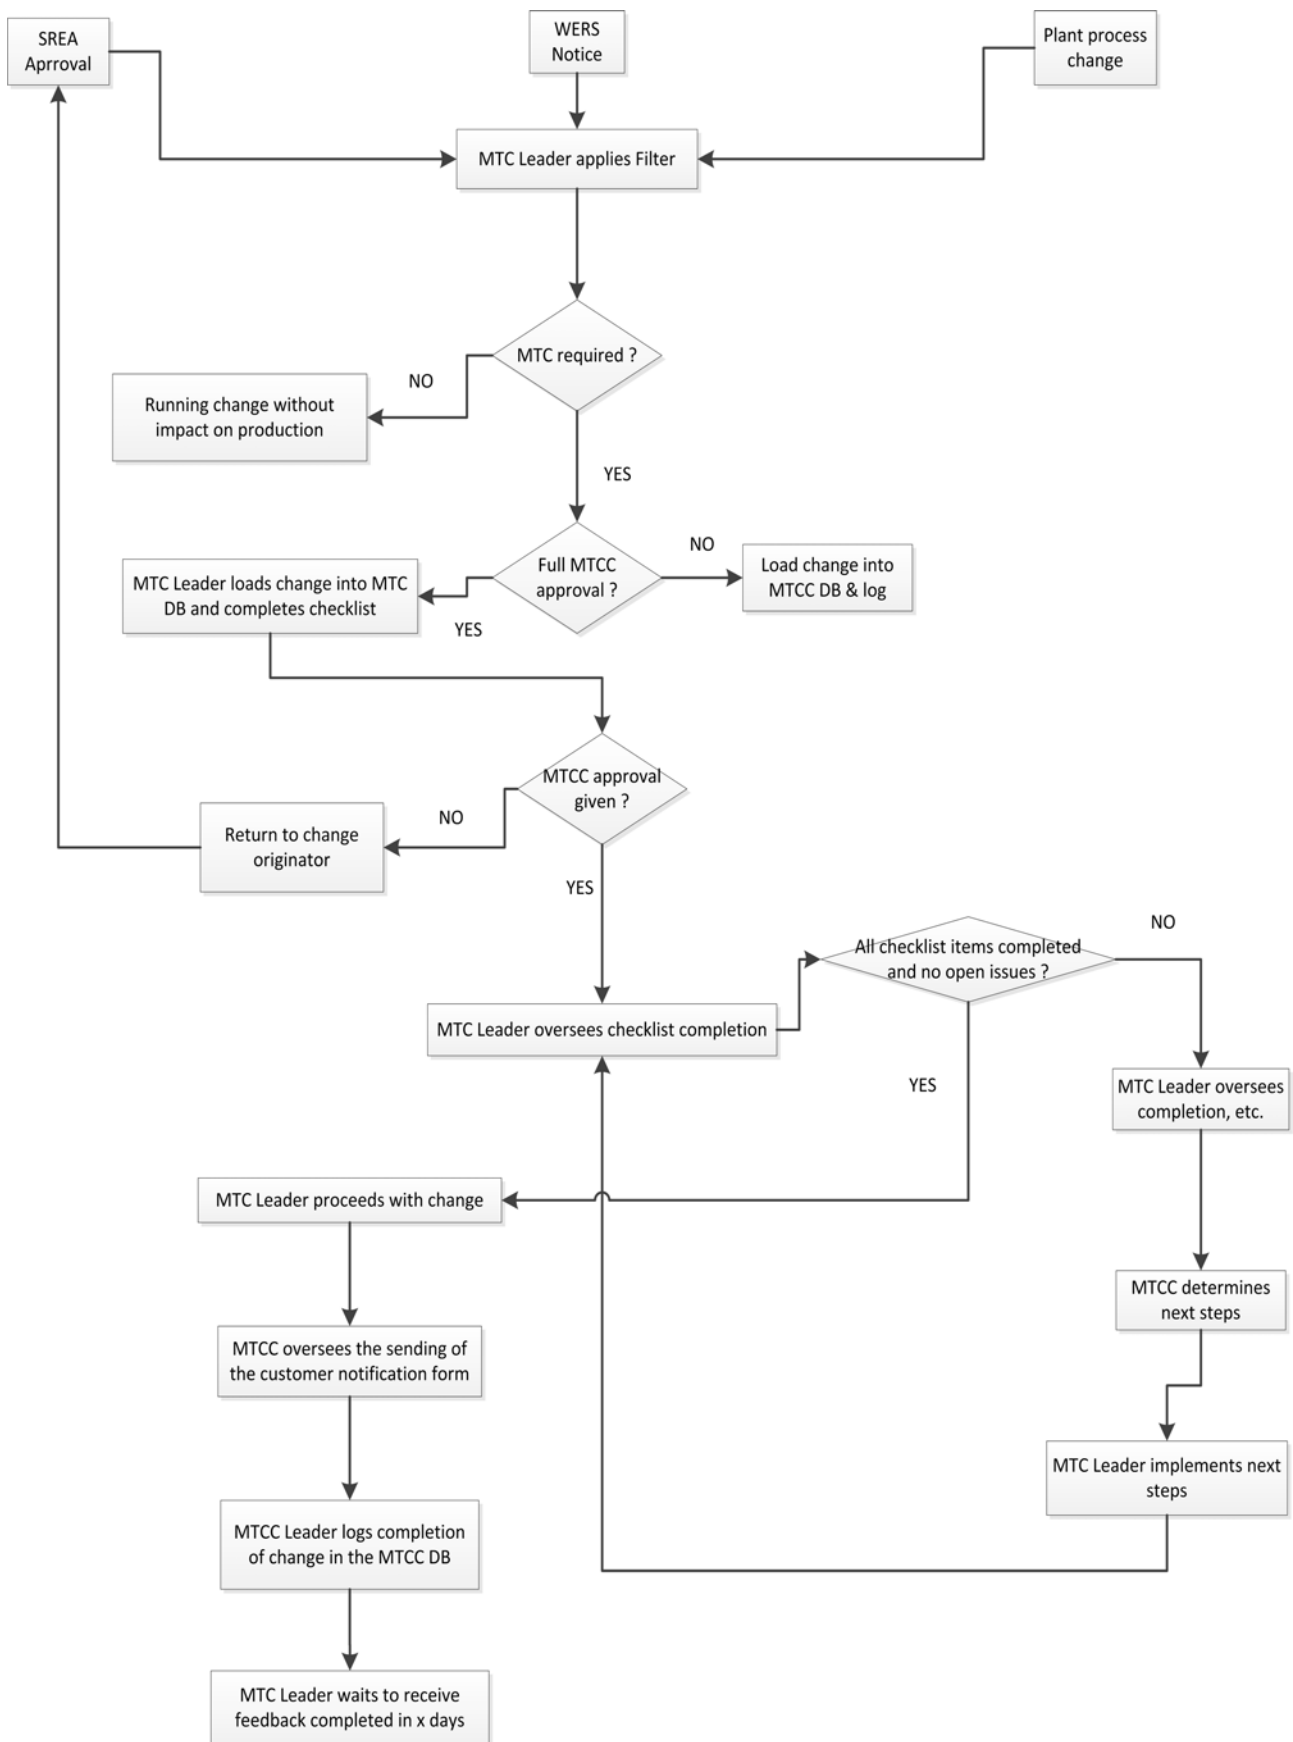 SREA
Aprroval
WERS
Notice
Plant process
change
MTC Leader applies Filter
MTC required ?
NO
Running change without
impact on production
YES
Full MTCC
approval ?
NO
Load change into
MTCC DB & log
MTC Leader loads change into MTC
DB and completes checklist
YES
MTCC approval
given ?
NO
Return to change
originator
YES
All checklist items completed
and no open issues ?
NO
MTC Leader oversees checklist completion
YES
MTC Leader oversees
completion, etc.
MTC Leader proceeds with change
MTCC determines
next steps
MTCC oversees the sending of
the customer notification form
MTC Leader implements next
steps
MTCC Leader logs completion
of change in the MTCC DB
MTC Leader waits to receive
feedback completed in x days